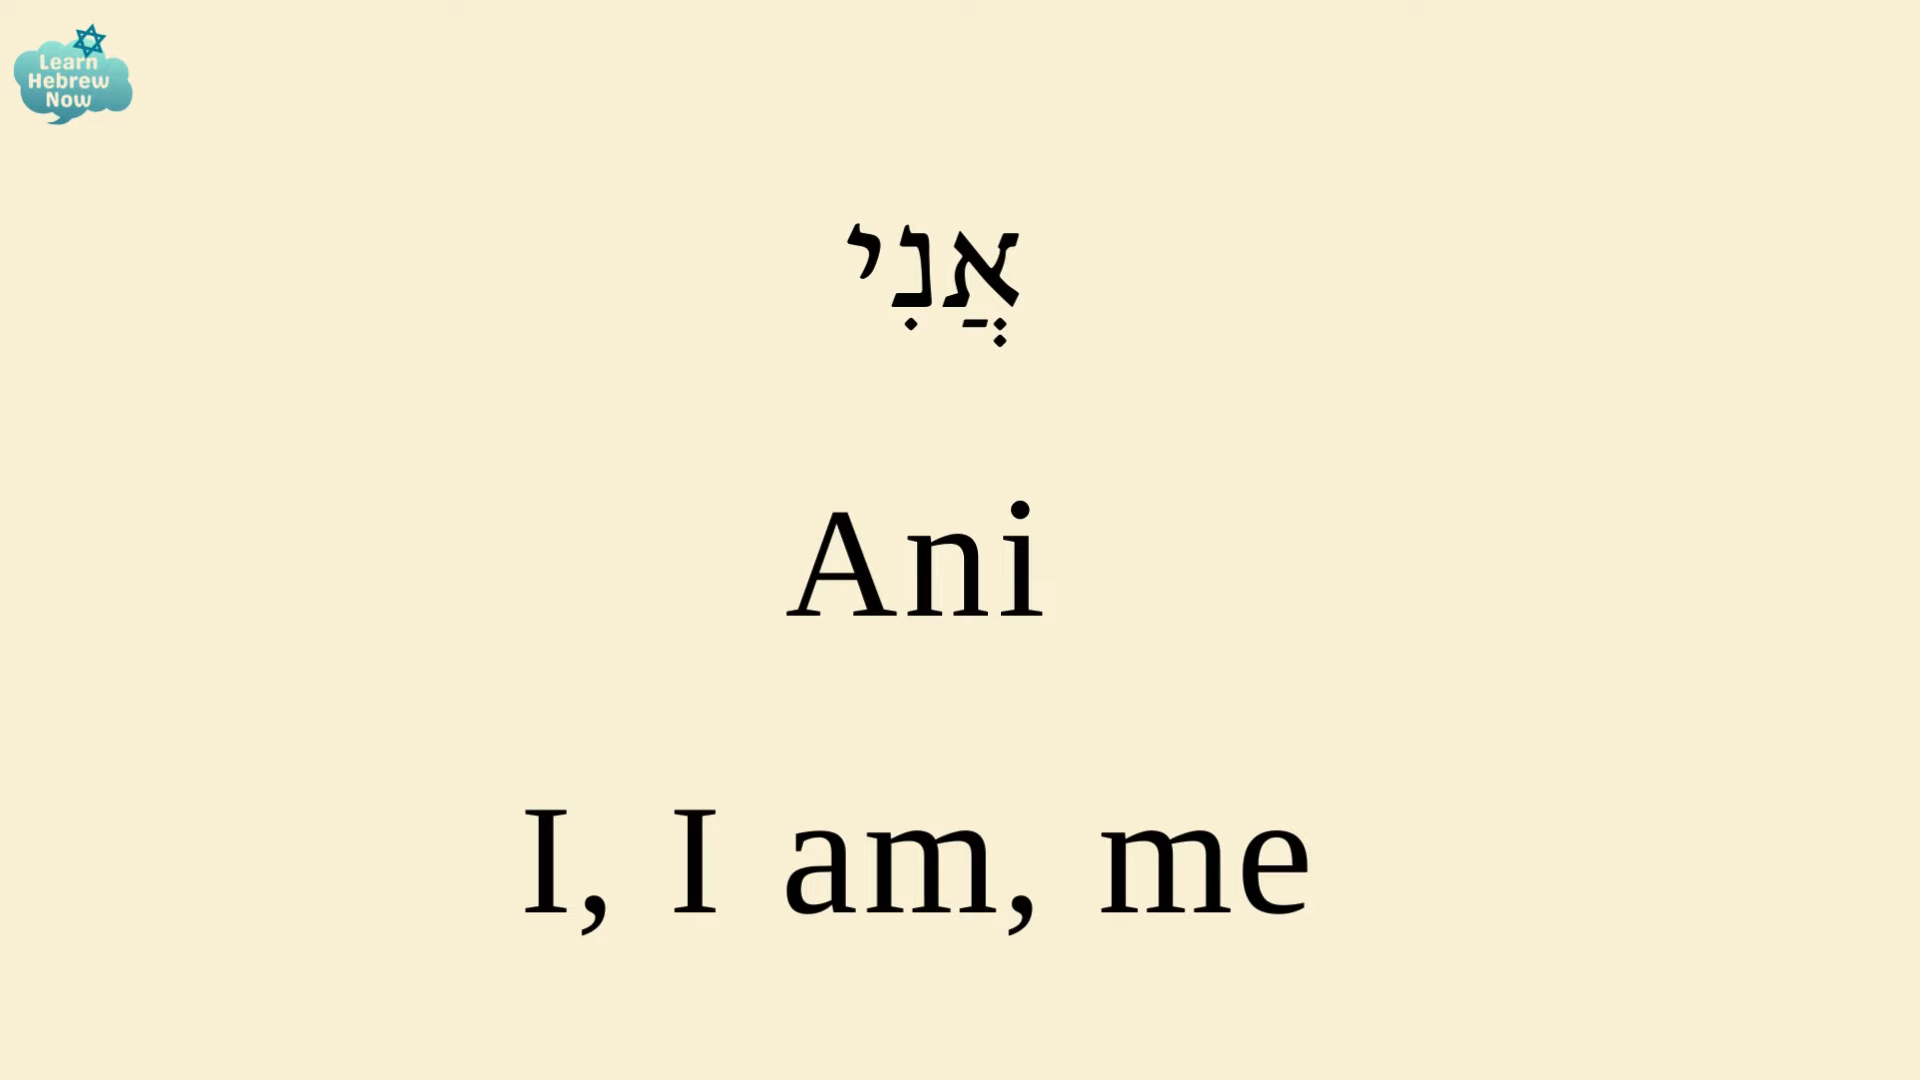 Learn
Hebrew
Now
אֲנִי
Ani
I, I am, me